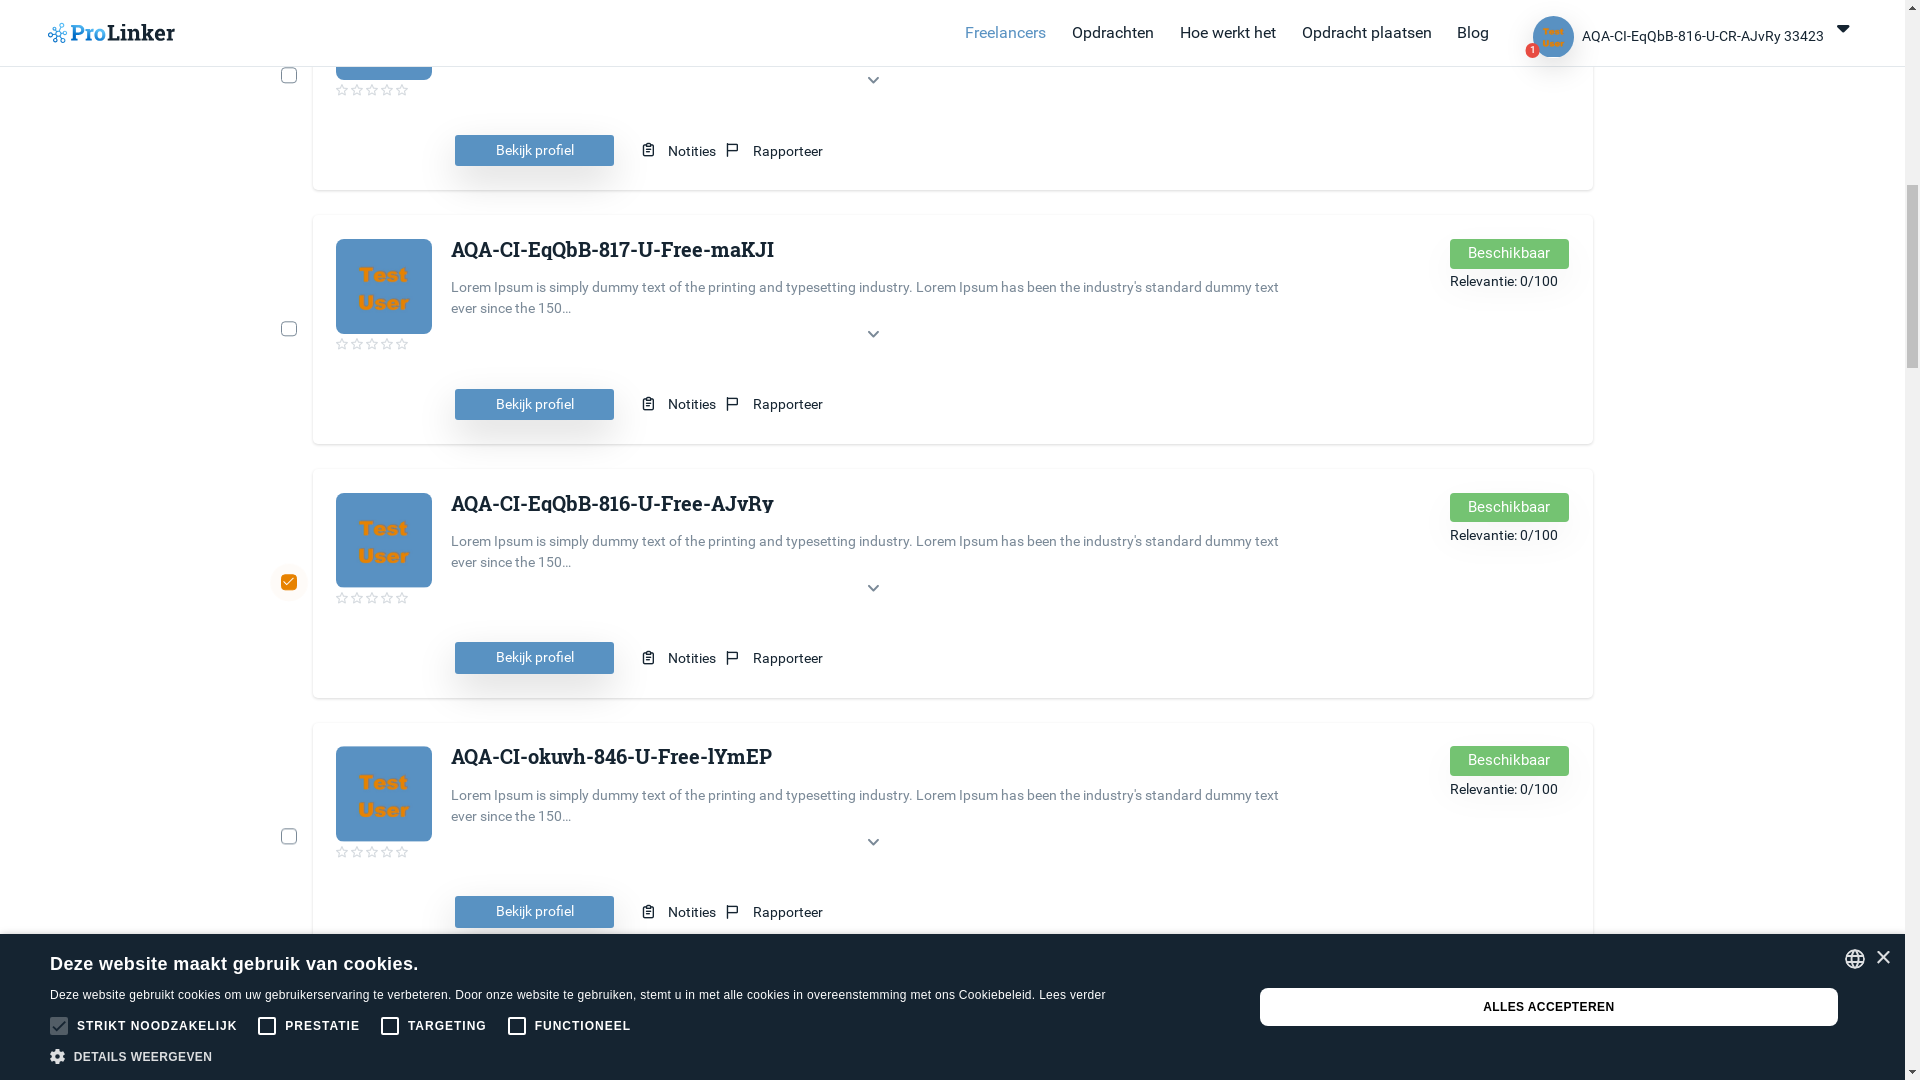 ProLinker
Freelancers
Opdrachten
Hoe werkt het
Opdracht plaatsen
Blog
Test
User
1
AQA-CI-EqQbB-816-U-CR-AJvRy 33423
Bekijk profiel
Notities
Rapporteer
Test
User
AQA-CI-EqQbB-817-U-Free-maKJI
Lorem Ipsum is simply dummy text of the printing and typesetting industry. Lorem Ipsum has been the industry's standard dummy text
ever since the 150...
Beschikbaar
Relevantie: 0/100
Bekijk profiel
Notities
Rapporteer
Test
User
AQA-CI-EqQbB-816-U-Free-AJvRy
Lorem Ipsum is simply dummy text of the printing and typesetting industry. Lorem Ipsum has been the industry's standard dummy text
ever since the 150...
Beschikbaar
Relevantie: 0/100
Bekijk profiel
Notities
Rapporteer
Test
User
AQA-CI-okuvh-846-U-Free-lYmEP
Lorem Ipsum is simply dummy text of the printing and typesetting industry. Lorem Ipsum has been the industry's standard dummy text
ever since the 150...
Beschikbaar
Relevantie: 0/100
Bekijk profiel
Notities
Rapporteer
Deze website maakt gebruik van cookies.
Deze website gebruikt cookies om uw gebruikerservaring te verbeteren. Door onze website te gebruiken, stemt u in met alle cookies in overeenstemming met ons Cookiebeleid. Lees verder
STRIKT NOODZAKELIJK
PRESTATIE
TARGETING
FUNCTIONEEL
DETAILS WEERGEVEN
ALLES ACCEPTEREN